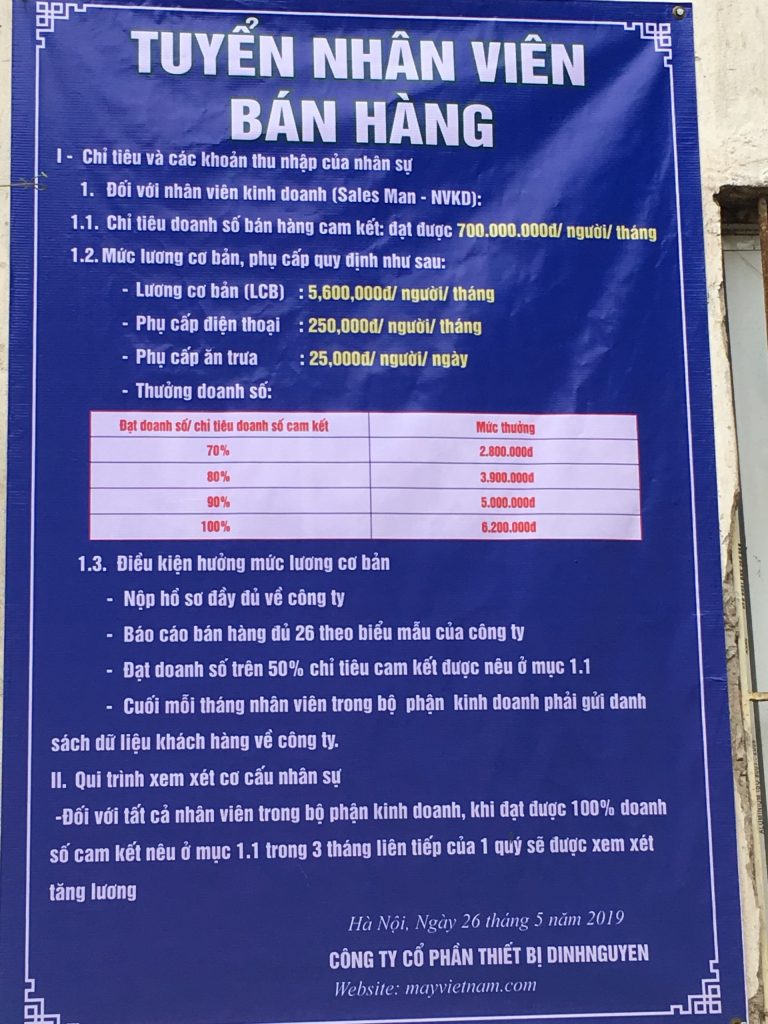 TUYỂN NHÂN VIÊN
BÁN HÀNG
I - Chỉ tiêu và các khoản thu nhập của nhân sự
1. Đối với nhân viên kinh doanh (Sales Man - NVKD):
1.1. Chỉ tiêu doanh số bán hàng cam kết: đạt được 700.000.000đ/ người/ tháng
1.2. Mức lương cơ bản, phụ cấp quy định như sau:
- Lương cơ bản (LCB) : 5,600,000đ/ người/ tháng
- Phụ cấp điện thoại : 250,000đ/ người/ tháng
- Phụ cấp ăn trưa : 25,000đ/ người/ ngày
- Thưởng doanh số:
Đạt doanh số/ chỉ tiêu doanh số cam kết Mức thưởng
70% 2.800.000đ
80% 3.900.000đ
90% 5.000.000đ
100% 6.200.000đ
1.3. Điều kiện hưởng mức lương cơ bản
- Nộp hồ sơ đầy đủ về công ty
- Báo cáo bán hàng đủ 26 theo biểu mẫu của công ty
- Đạt doanh số trên 50% chỉ tiêu cam kết được nêu ở mục 1.1
- Cuối mỗi tháng nhân viên trong bộ phận kinh doanh phải gửi danh
sách dữ liệu khách hàng về công ty.
II. Qui trình xem xét cơ cấu nhân sự
-Đối với tất cả nhân viên trong bộ phận kinh doanh, khi đạt được 100% doanh
số cam kết nêu ở mục 1.1 trong 3 tháng liên tiếp của 1 quý sẽ được xem xét
tăng lương
Hà Nội, Ngày 26 tháng 5 năm 2019
CÔNG TY CỔ PHẦN THIẾT BỊ DINHNGUYEN
Website: mayvietnam.com